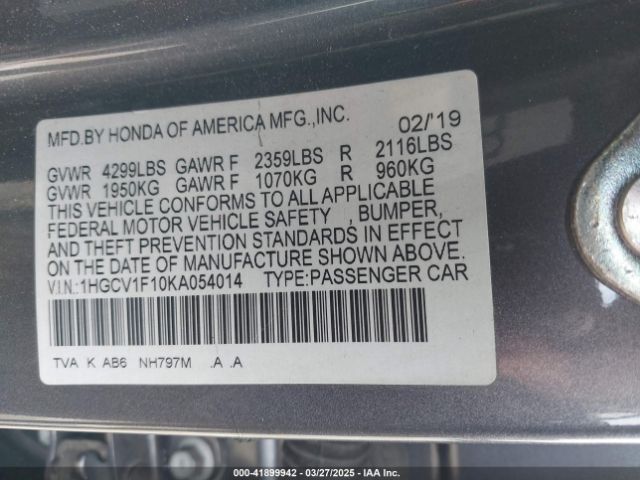 MFD.BY HONDA OF AMERICA MFG.,INC. 02/'19
GVWR 4299LBS GAWR F 2359LBS R 2116LBS
GVWR 1950KG GAWR F 1070KG R 960KG
THIS VEHICLE CONFORMS TO ALL APPLICABLE
FEDERAL MOTOR VEHICLE SAFETY , BUMPER,
AND THEFT PREVENTION STANDARDS IN EFFECT
ON THE DATE OF MANUFACTURE SHOWN ABOVE.
V.I.N.:1HGCV1F10KA054014 TYPE:PASSENGER CAR
TVA K AB6 NH797M .A .A
000-41899942 — 03/27/2025 — IAA Inc.